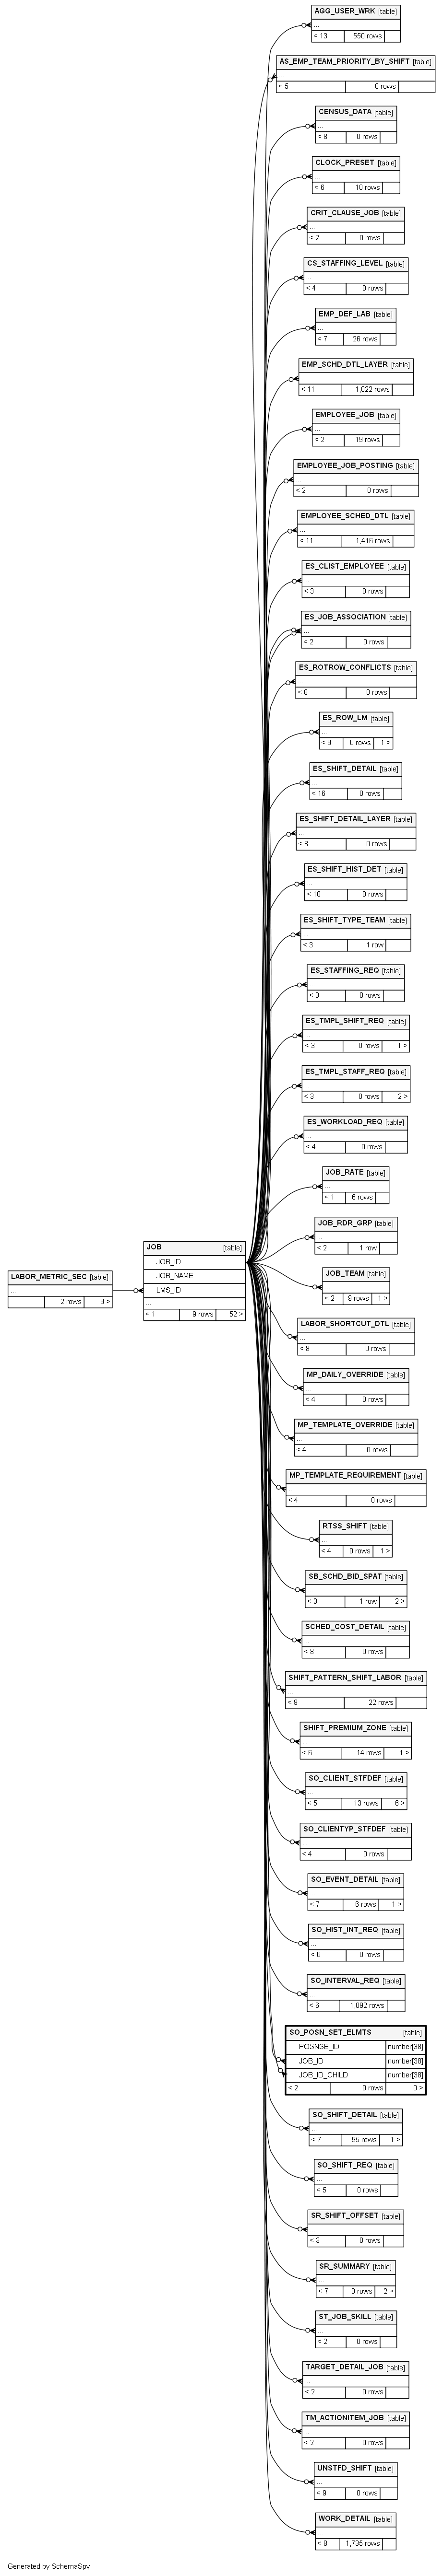 AGG_USER_WRK [table]
...
< 13 550 rows
AS_EMP_TEAM_PRIORITY_BY_SHIFT [table]
...
< 5 0 rows
CENSUS_DATA [table]
...
< 8 0 rows
CLOCK_PRESET [table]
...
< 6 10 rows
CRIT_CLAUSE_JOB [table]
...
< 2 0 rows
CS_STAFFING_LEVEL [table]
...
< 4 0 rows
EMP_DEF_LAB [table]
...
< 7 26 rows
EMP_SCHD_DTL_LAYER [table]
...
< 11 1,022 rows
EMPLOYEE_JOB [table]
...
< 2 19 rows
EMPLOYEE_JOB_POSTING [table]
...
< 2 0 rows
EMPLOYEE_SCHED_DTL [table]
...
< 11 1,416 rows
ES_CLIST_EMPLOYEE [table]
...
< 3 0 rows
ES_JOB_ASSOCIATION [table]
...
< 2 0 rows
ES_ROTROW_CONFLICTS [table]
...
< 8 0 rows
ES_ROW_LM [table]
...
< 9 0 rows 1 >
ES_SHIFT_DETAIL [table]
...
< 16 0 rows
ES_SHIFT_DETAIL_LAYER [table]
...
< 8 0 rows
ES_SHIFT_HIST_DET [table]
...
< 10 0 rows
ES_SHIFT_TYPE_TEAM [table]
...
< 3 1 row
ES_STAFFING_REQ [table]
...
< 3 0 rows
ES_TMPL_SHIFT_REQ [table]
...
< 3 0 rows 1 >
ES_TMPL_STAFF_REQ [table]
...
< 3 0 rows 2 >
ES_WORKLOAD_REQ [table]
...
< 4 0 rows
JOB_RATE [table]
...
< 1 6 rows
JOB_RDR_GRP [table]
...
< 2 1 row
JOB [table]
JOB_ID
JOB_NAME
LMS_ID
...
< 1 9 rows 52 >
LABOR_METRIC_SEC [table]
...
2 rows 9 >
JOB_TEAM [table]
...
< 2 9 rows 1 >
LABOR_SHORTCUT_DTL [table]
...
< 8 0 rows
MP_DAILY_OVERRIDE [table]
...
< 4 0 rows
MP_TEMPLATE_OVERRIDE [table]
...
< 4 0 rows
MP_TEMPLATE_REQUIREMENT [table]
...
< 4 0 rows
RTSS_SHIFT [table]
...
< 4 0 rows 1 >
SB_SCHD_BID_SPAT [table]
...
< 3 1 row 2 >
SCHED_COST_DETAIL [table]
...
< 8 0 rows
SHIFT_PATTERN_SHIFT_LABOR [table]
...
< 9 22 rows
SHIFT_PREMIUM_ZONE [table]
...
< 6 14 rows 1 >
SO_CLIENT_STFDEF [table]
...
< 5 13 rows 6 >
SO_CLIENTYP_STFDEF [table]
...
< 4 0 rows
SO_EVENT_DETAIL [table]
...
< 7 6 rows 1 >
SO_HIST_INT_REQ [table]
...
< 6 0 rows
SO_INTERVAL_REQ [table]
...
< 6 1,092 rows
SO_POSN_SET_ELMTS [table]
POSNSE_ID number[38]
JOB_ID number[38]
JOB_ID_CHILD number[38]
< 2 0 rows 0 >
SO_SHIFT_DETAIL [table]
...
< 7 95 rows 1 >
SO_SHIFT_REQ [table]
...
< 5 0 rows
SR_SHIFT_OFFSET [table]
...
< 3 0 rows
SR_SUMMARY [table]
...
< 7 0 rows 2 >
ST_JOB_SKILL [table]
...
< 2 0 rows
TARGET_DETAIL_JOB [table]
...
< 2 0 rows
TM_ACTIONITEM_JOB [table]
...
< 2 0 rows
UNSTFD_SHIFT [table]
...
< 9 0 rows
WORK_DETAIL [table]
...
< 8 1,735 rows
Generated by SchemaSpy